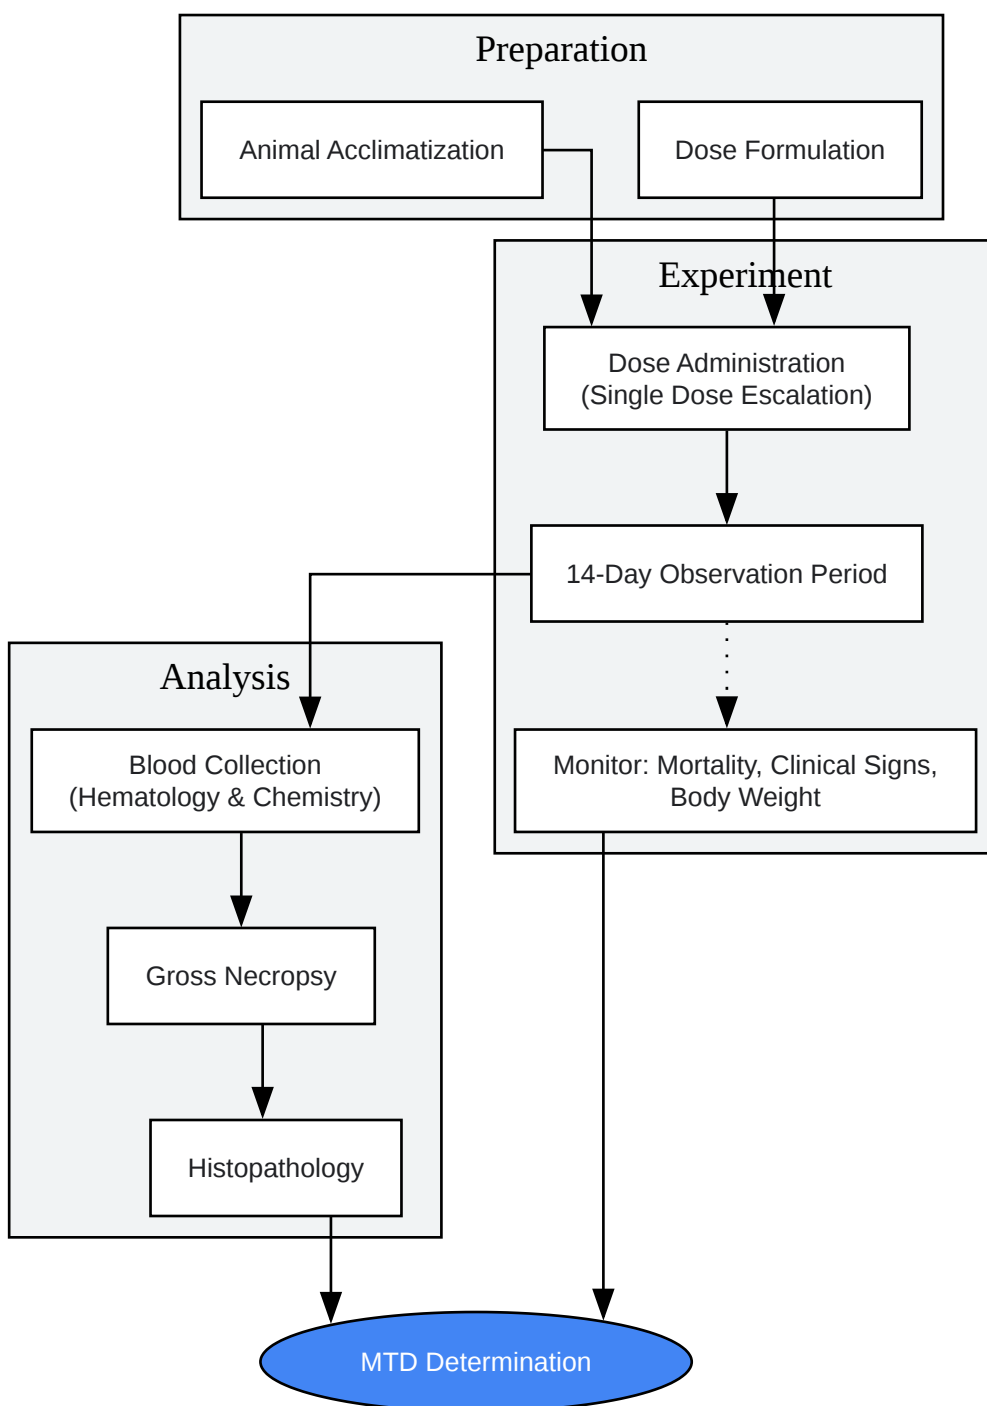 Preparation
Animal Acclimatization
Dose Formulation
Experiment
Dose Administration
(Single Dose Escalation)
14-Day Observation Period
Analysis
Blood Collection
(Hematology & Chemistry)
Monitor: Mortality, Clinical Signs,
Body Weight
Gross Necropsy
Histopathology
MTD Determination